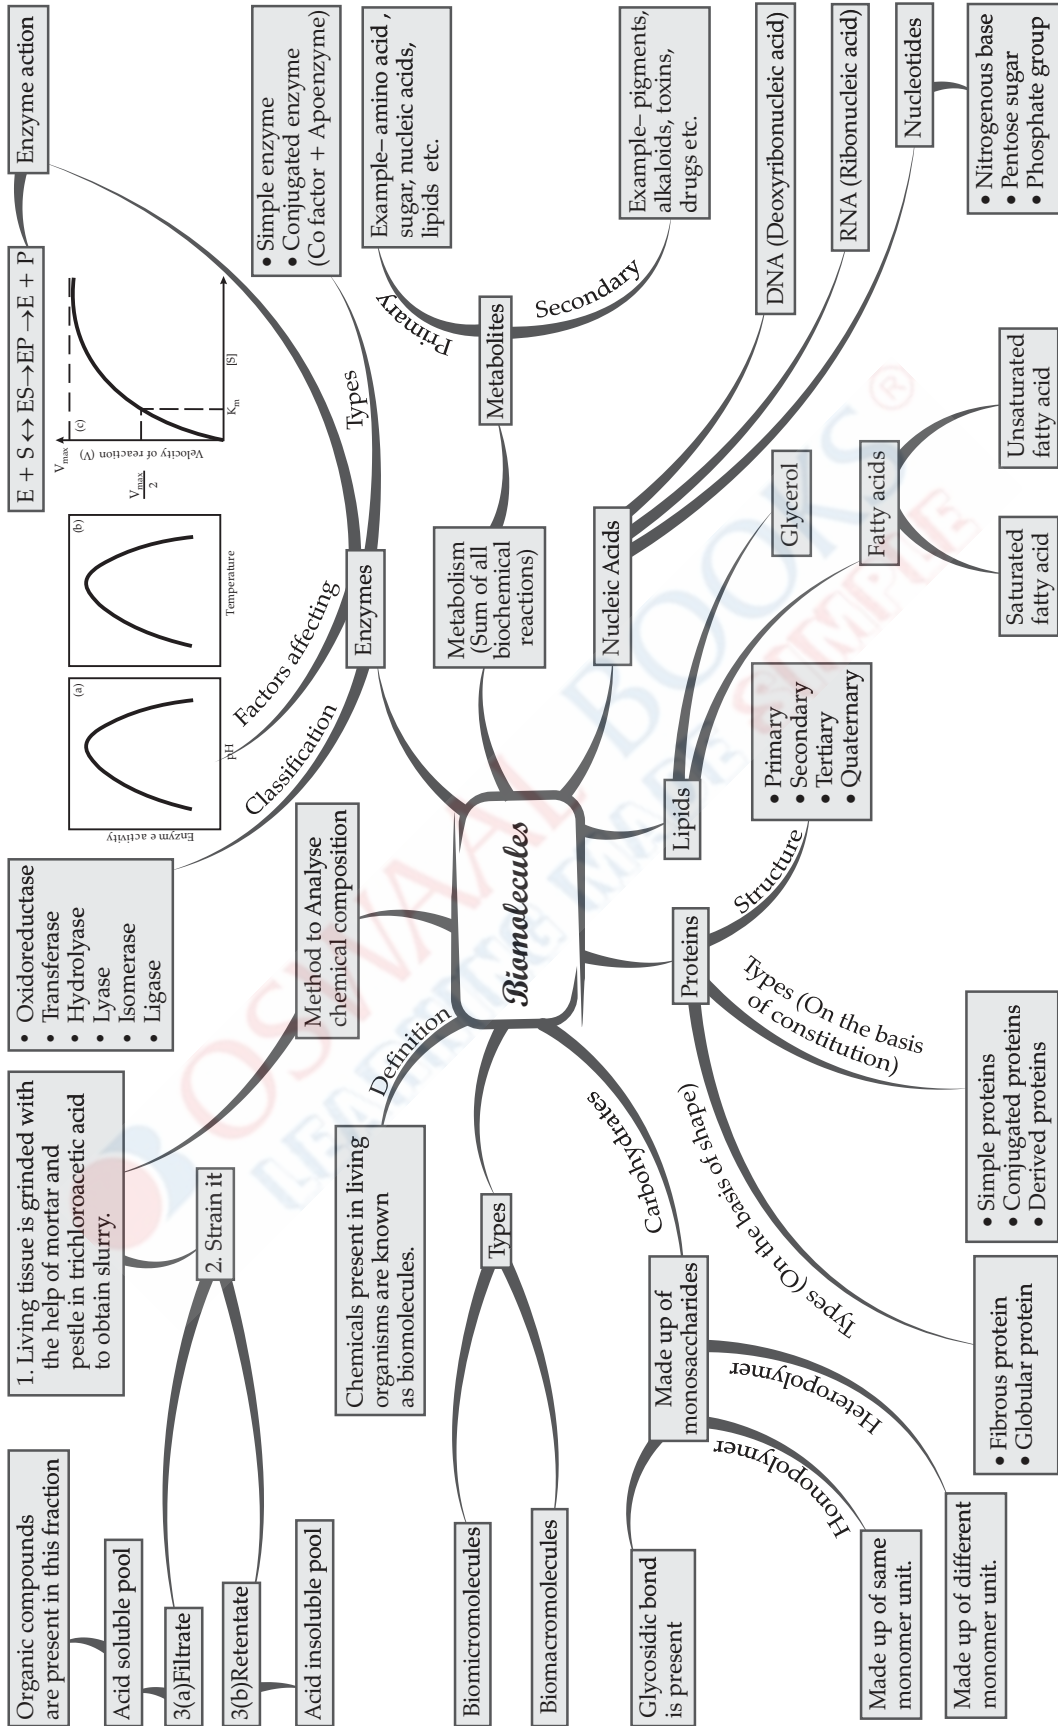 Biomolecules
Definition
Chemicals present in living
organisms are known
as biomolecules.
Types
Biomicromolecules
Biomacromolecules
Method to Analyse
chemical composition
1. Living tissue is grinded with
the help of mortar and
pestle in trichloroacetic acid
to obtain slurry.
2. Strain it
3(a)Filtrate
Acid soluble pool
Organic compounds
are present in this fraction
3(b)Retentate
Acid insoluble pool
Enzymes
Classification
• Oxidoreductase
• Transferase
• Hydrolyase
• Lyase
• Isomerase
• Ligase
Factors affecting
(a)
Enzym e activity
pH
(b)
Temperature
(c)
Vmax
Vmax
2
Velocity of reaction (V)
Km
[S]
Types
• Simple enzyme
• Conjugated enzyme
(Co factor + Apoenzyme)
Enzyme action
E + S ↔ ES→EP →E + P
Metabolism
(Sum of all
biochemical
reactions)
Metabolites
Primary
Example– amino acid ,
sugar, nucleic acids,
lipids etc.
Secondary
Example– pigments,
alkaloids, toxins,
drugs etc.
Nucleic Acids
DNA (Deoxyribonucleic acid)
RNA (Ribonucleic acid)
Nucleotides
• Nitrogenous base
• Pentose sugar
• Phosphate group
Lipids
Glycerol
Fatty acids
Saturated
fatty acid
Unsaturated
fatty acid
Proteins
Structure
• Primary
• Secondary
• Tertiary
• Quaternary
Types (On the basis
of constitution)
• Simple proteins
• Conjugated proteins
• Derived proteins
Types (On the basis of shape)
• Fibrous protein
• Globular protein
Carbohydrates
Made up of
monosaccharides
Glycosidic bond
is present
Homopolymer
Made up of same
monomer unit.
Heteropolymer
Made up of different
monomer unit.
OSWAAL BOOKS ®
LEARNING MADE SIMPLE